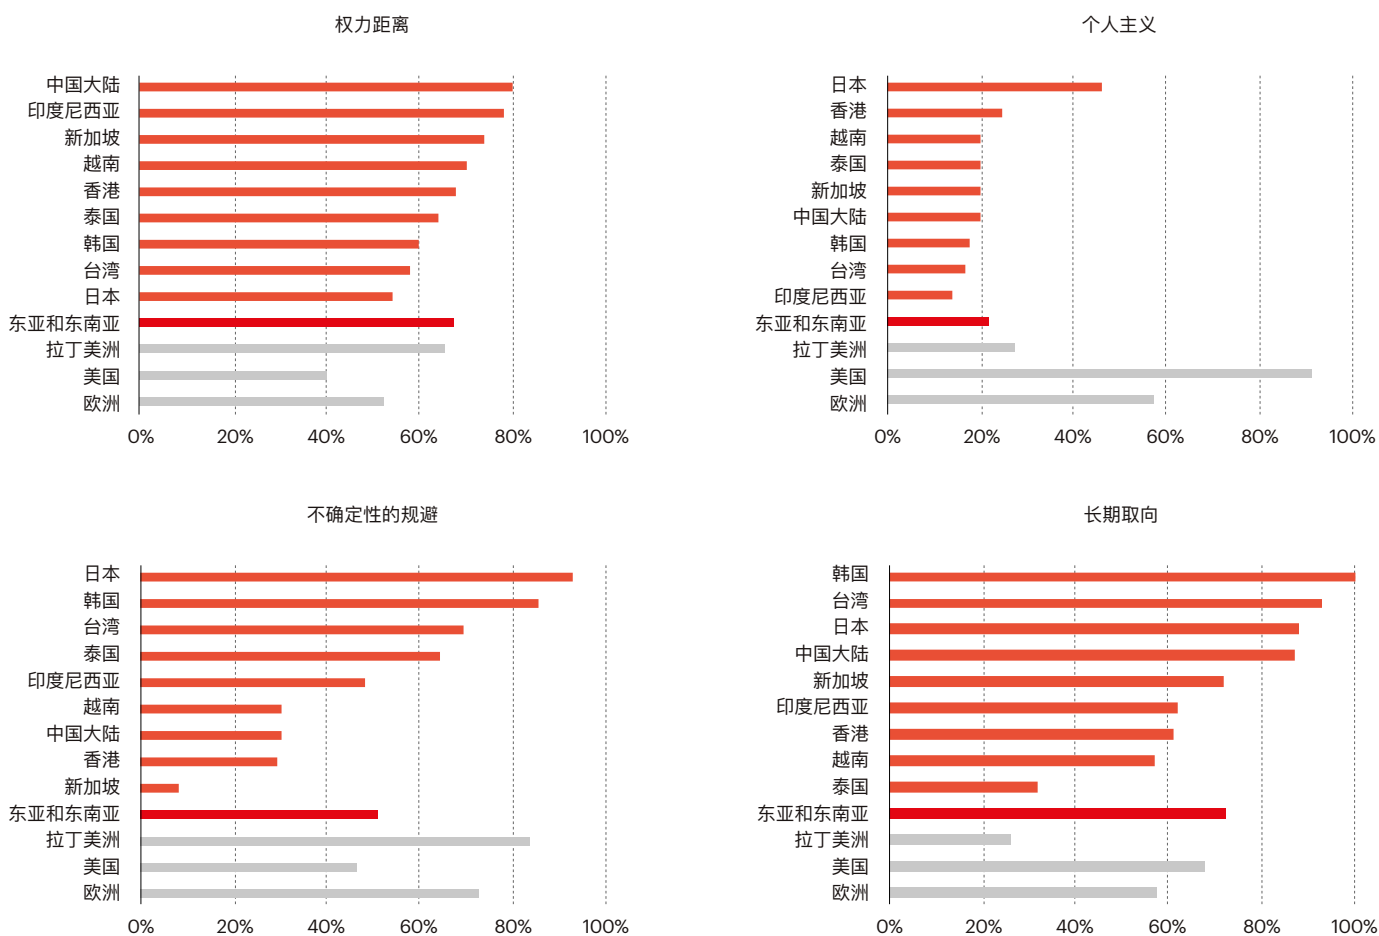 权力距离
中国大陆
印度尼西亚
新加坡
越南
香港
泰国
韩国
台湾
日本
东亚和东南亚
拉丁美洲
美国
欧洲
0% 20% 40% 60% 80% 100%
个人主义
日本
香港
越南
泰国
新加坡
中国大陆
韩国
台湾
印度尼西亚
东亚和东南亚
拉丁美洲
美国
欧洲
0% 20% 40% 60% 80% 100%
不确定性的规避
日本
韩国
台湾
泰国
印度尼西亚
越南
中国大陆
香港
新加坡
东亚和东南亚
拉丁美洲
美国
欧洲
0% 20% 40% 60% 80% 100%
长期取向
韩国
台湾
日本
中国大陆
新加坡
印度尼西亚
香港
越南
泰国
东亚和东南亚
拉丁美洲
美国
欧洲
0% 20% 40% 60% 80% 100%